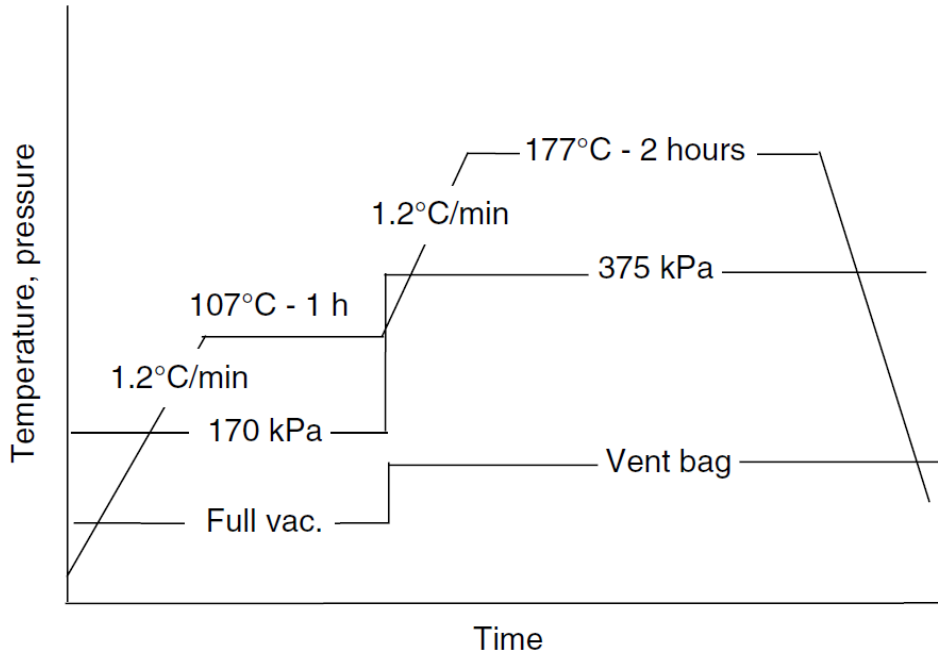 Temperature, pressure
177°C - 2 hours
1.2°C/min
375 kPa
107°C - 1 h
1.2°C/min
170 kPa
Vent bag
Full vac.
Time